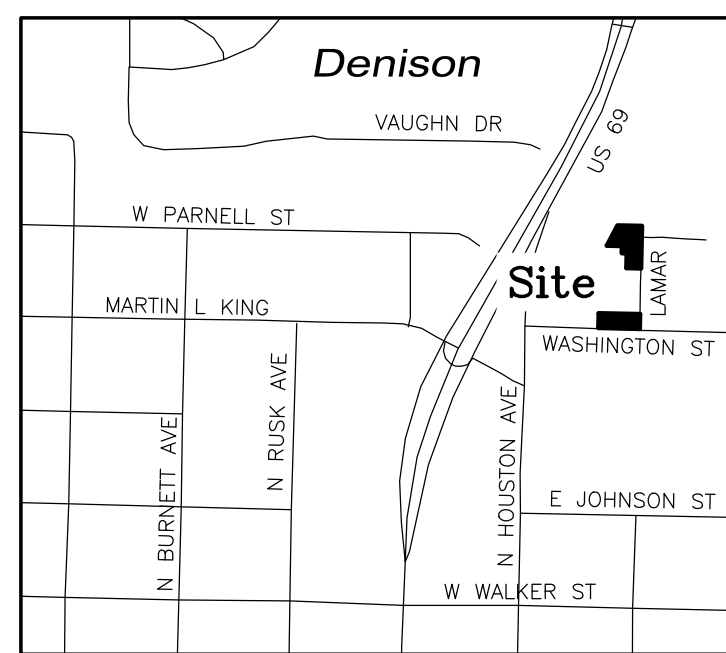 Denison
VAUGHN DR
US 69
W PARNELL ST
Site
LAMAR
MARTIN L KING
WASHINGTON ST
N RUSK AVE
N HOUSTON AVE
N BURNETT AVE
E JOHNSON ST
W WALKER ST